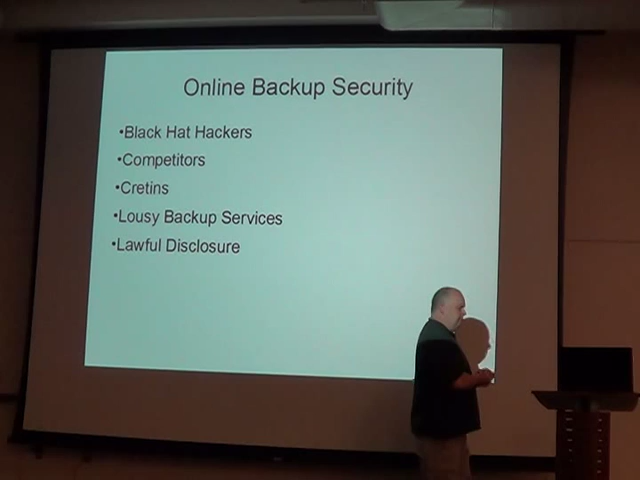 Online Backup Security
•Black Hat Hackers
•Competitors
•Cretins
•Lousy Backup Services
•Lawful Disclosure